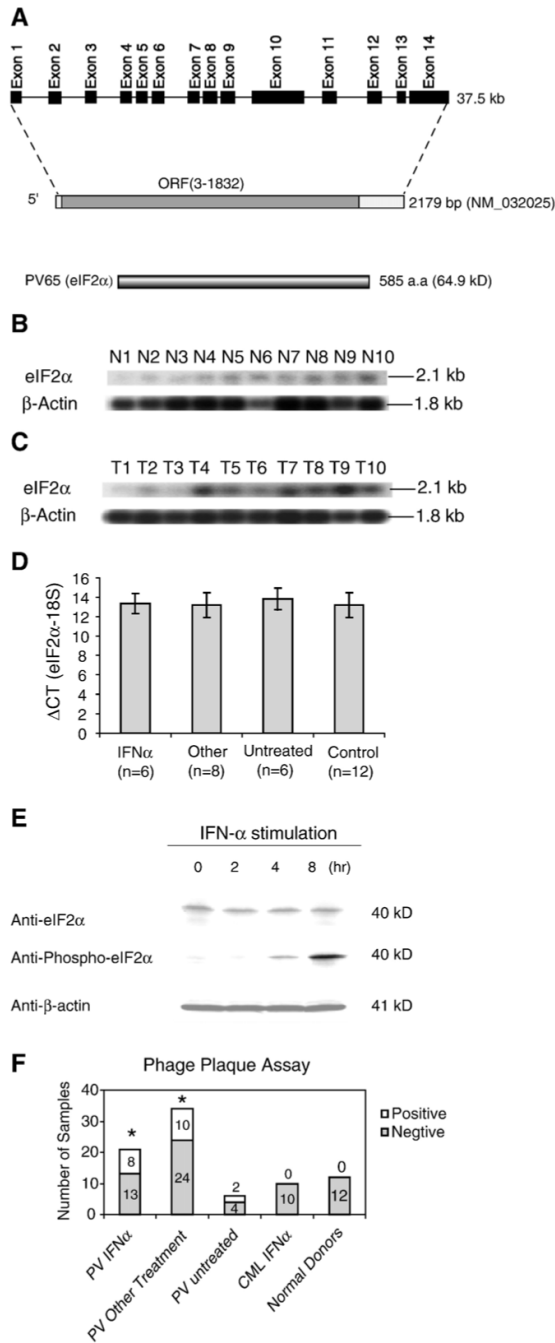 A
Exon 1 Exon 2 Exon 3 Exon 4 Exon 5 Exon 6 Exon 7 Exon 8 Exon 9 Exon 10 Exon 11 Exon 12 Exon 13 Exon 14
37.5 kb
ORF(3-1832)
5' 2179 bp (NM_032025)
PV65 (eIF2α) 585 a.a (64.9 kD)
B
N1 N2 N3 N4 N5 N6 N7 N8 N9 N10
eIF2α 2.1 kb
β-Actin 1.8 kb
C
T1 T2 T3 T4 T5 T6 T7 T8 T9 T10
eIF2α 2.1 kb
β-Actin 1.8 kb
D
ΔCT (eIF2α-18S)
16
14
12
10
8
6
4
2
0
IFNα Other Untreated Control
(n=6) (n=8) (n=6) (n=12)
E
IFN-α stimulation
0 2 4 8 (hr)
Anti-eIF2α 40 kD
Anti-Phospho-eIF2α 40 kD
Anti-β-actin 41 kD
F
Phage Plaque Assay
Number of Samples
40
30
20
10
0
* *
8 10 2 0 0
13 24 4 10 12
Positive
Negtive
PV IFNα
PV Other Treatment
PV untreated
CML IFNα
Normal Donors